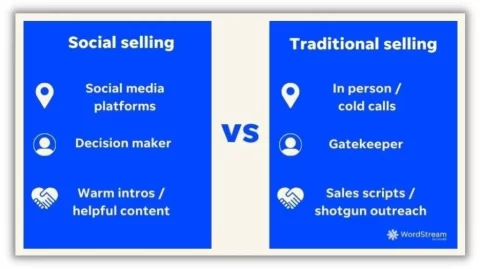 Social selling
Social media
platforms
Decision maker
Warm intros /
helpful content
vs
Traditional selling
In person /
cold calls
Gatekeeper
Sales scripts /
shotgun outreach
WordStream